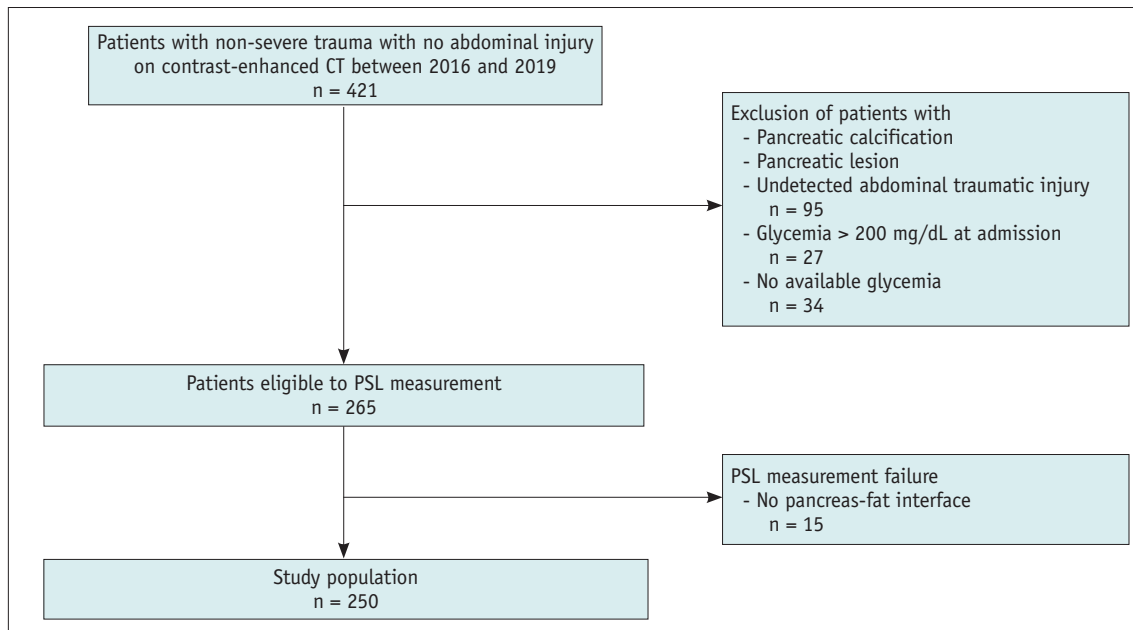 Patients with non-severe trauma with no abdominal injury
on contrast-enhanced CT between 2016 and 2019
n = 421
Exclusion of patients with
- Pancreatic calcification
- Pancreatic lesion
- Undetected abdominal traumatic injury
n = 95
- Glycemia > 200 mg/dL at admission
n = 27
- No available glycemia
n = 34
Patients eligible to PSL measurement
n = 265
PSL measurement failure
- No pancreas-fat interface
n = 15
Study population
n = 250